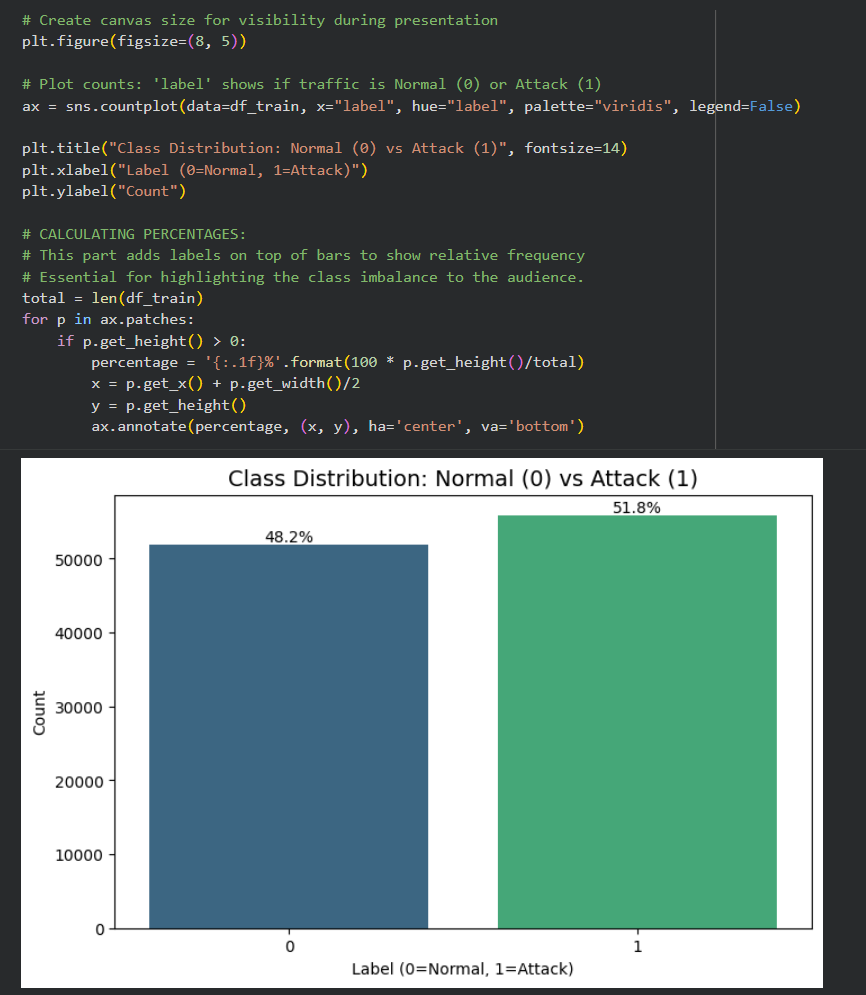 # Create canvas size for visibility during presentation
plt.figure(figsize=(8, 5))
# Plot counts: 'label' shows if traffic is Normal (0) or Attack (1)
ax = sns.countplot(data=df_train, x="label", hue="label", palette="viridis", legend=False)
plt.title("Class Distribution: Normal (0) vs Attack (1)", fontsize=14)
plt.xlabel("Label (0=Normal, 1=Attack)")
plt.ylabel("Count")
# CALCULATING PERCENTAGES:
# This part adds labels on top of bars to show relative frequency
# Essential for highlighting the class imbalance to the audience.
total = len(df_train)
for p in ax.patches:
    if p.get_height() > 0:
        percentage = '{:.1f}%'.format(100 * p.get_height()/total)
        x = p.get_x() + p.get_width()/2
        y = p.get_height()
        ax.annotate(percentage, (x, y), ha='center', va='bottom')
Class Distribution: Normal (0) vs Attack (1)
51.8%
48.2%
50000
40000
30000
20000
10000
0
Count
0 1
Label (0=Normal, 1=Attack)